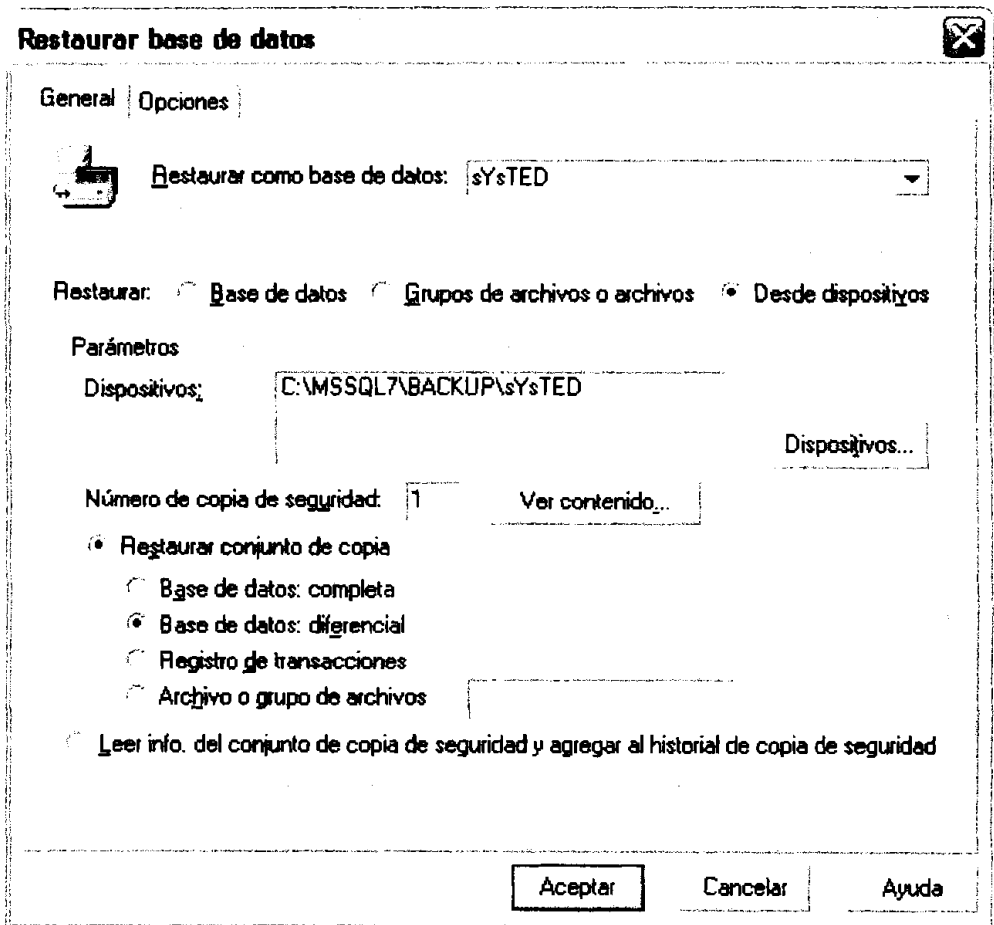 Restaurar base de datos
General Opciones
Restaurar como base de datos: sYsTED
Restaurar: Base de datos Grupos de archivos o archivos Desde dispositivos
Parámetros
Dispositivos: C:\MSSQL7\BACKUP\sYsTED
Dispositivos...
Número de copia de seguridad: 1 Ver contenido...
Restaurar conjunto de copia
Base de datos: completa
Base de datos: diferencial
Registro de transacciones
Archivo o grupo de archivos
Leer info. del conjunto de copia de seguridad y agregar al historial de copia de seguridad
Aceptar Cancelar Ayuda